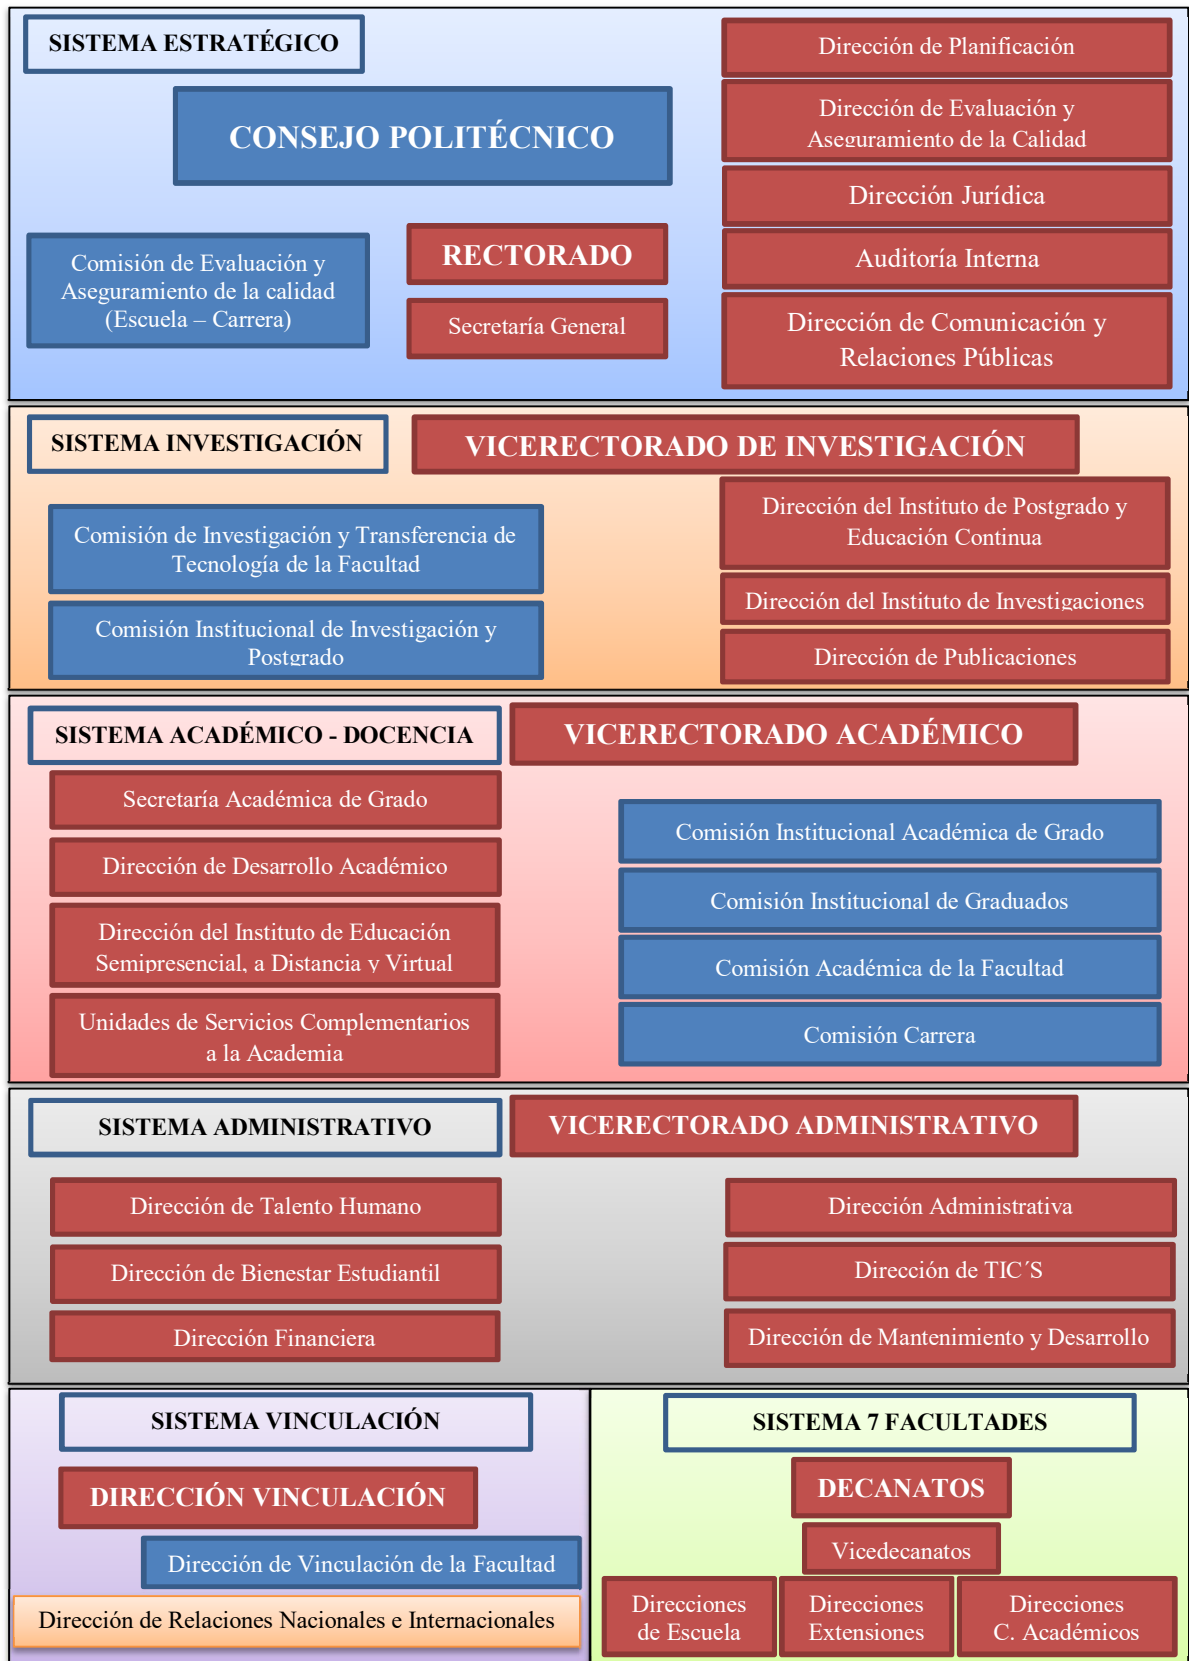 SISTEMA ESTRATÉGICO
CONSEJO POLITÉCNICO
Comisión de Evaluación y
Aseguramiento de la calidad
(Escuela – Carrera)
RECTORADO
Secretaría General
Dirección de Planificación
Dirección de Evaluación y
Aseguramiento de la Calidad
Dirección Jurídica
Auditoría Interna
Dirección de Comunicación y
Relaciones Públicas
SISTEMA INVESTIGACIÓN
VICERECTORADO DE INVESTIGACIÓN
Comisión de Investigación y Transferencia de
Tecnología de la Facultad
Comisión Institucional de Investigación y
Postgrado
Dirección del Instituto de Postgrado y
Educación Continua
Dirección del Instituto de Investigaciones
Dirección de Publicaciones
SISTEMA ACADÉMICO - DOCENCIA
VICERECTORADO ACADÉMICO
Secretaría Académica de Grado
Dirección de Desarrollo Académico
Dirección del Instituto de Educación
Semipresencial, a Distancia y Virtual
Unidades de Servicios Complementarios
a la Academia
Comisión Institucional Académica de Grado
Comisión Institucional de Graduados
Comisión Académica de la Facultad
Comisión Carrera
SISTEMA ADMINISTRATIVO
VICERECTORADO ADMINISTRATIVO
Dirección de Talento Humano
Dirección de Bienestar Estudiantil
Dirección Financiera
Dirección Administrativa
Dirección de TIC´S
Dirección de Mantenimiento y Desarrollo
SISTEMA VINCULACIÓN
DIRECCIÓN VINCULACIÓN
Dirección de Vinculación de la Facultad
Dirección de Relaciones Nacionales e Internacionales
SISTEMA 7 FACULTADES
DECANATOS
Vicedecanatos
Direcciones
de Escuela
Direcciones
Extensiones
Direcciones
C. Académicos